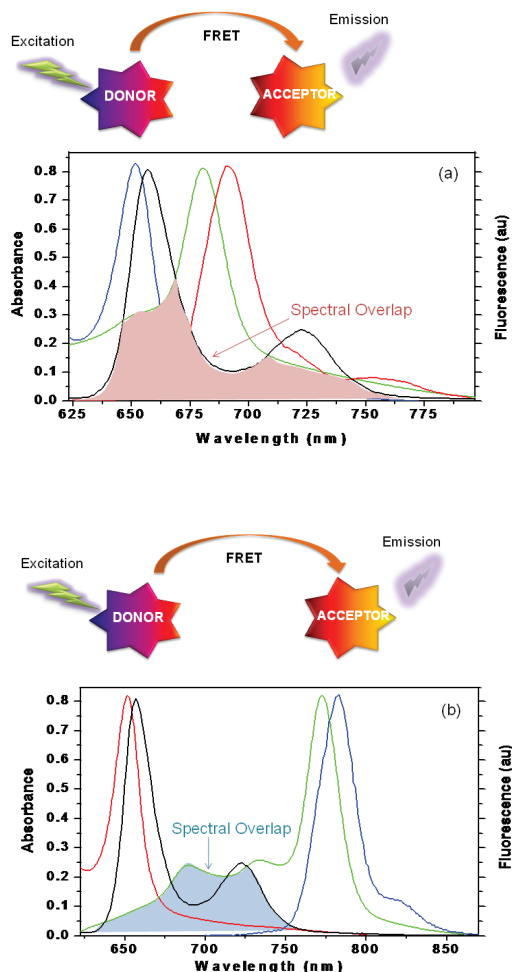 Emission
Excitation
FRET
DONOR
ACCEPTOR
(a)
0.8
0.7
0.6
0.5
0.4
0.3
0.2
0.1
0.0
Absorbance
Fluorescence (au)
Spectral Overlap
625 650 675 700 725 750 775
Wavelength (nm)
Emission
Excitation
FRET
DONOR
ACCEPTOR
(b)
0.8
0.7
0.6
0.5
0.4
0.3
0.2
0.1
0.0
Absorbance
Fluorescence (au)
Spectral Overlap
650 700 750 800 850
Wavelength (nm)